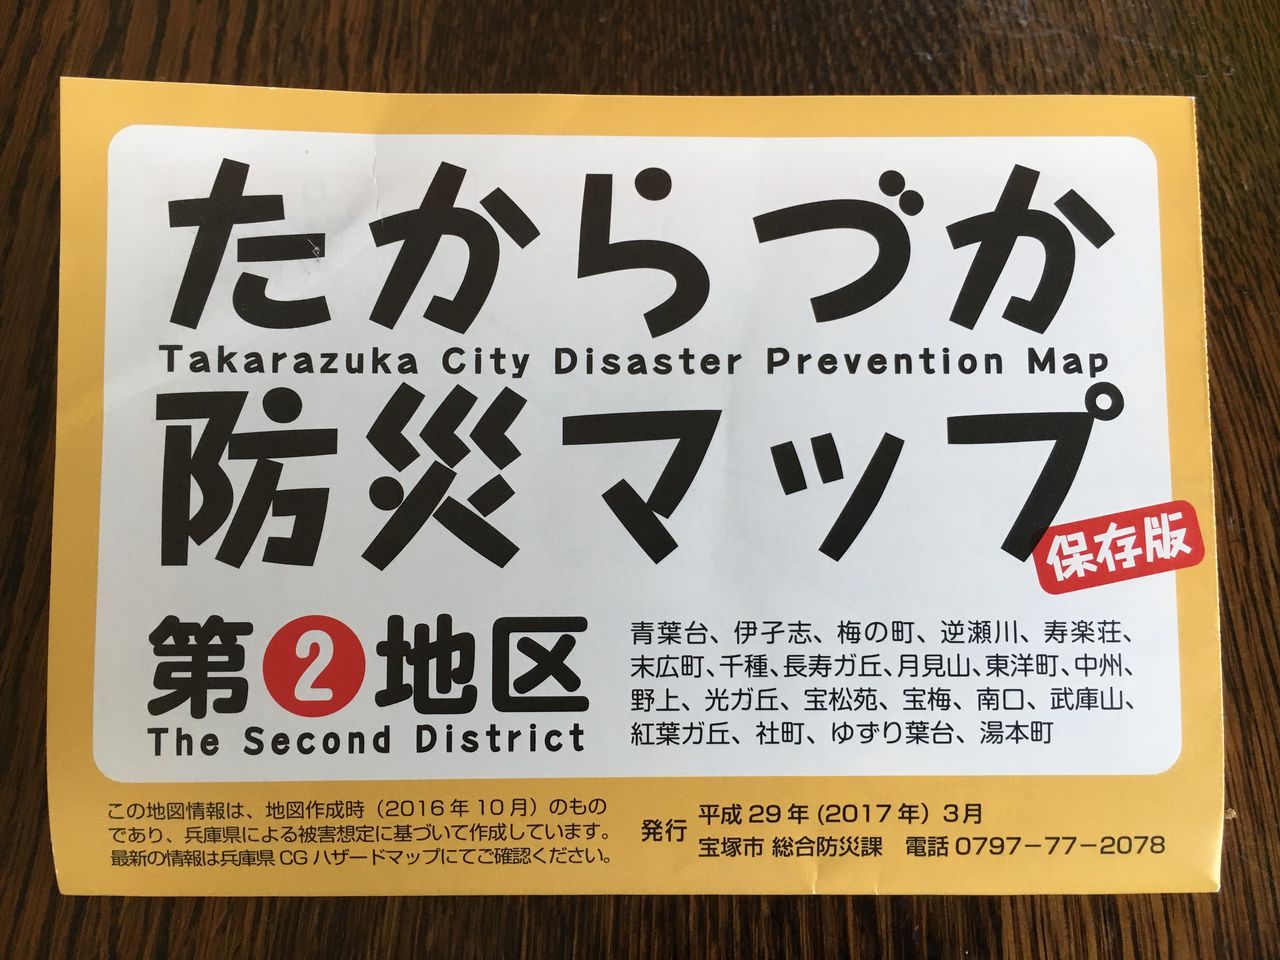 たからづか
Takarazuka City Disaster Prevention Map
防災マップ
保存版
第2地区
The Second District
青葉台、伊孑志、梅の町、逆瀬川、寿楽荘、
末広町、千種、長寿ガ丘、月見山、東洋町、中州、
野上、光ガ丘、宝松苑、宝梅、南口、武庫山、
紅葉ガ丘、社町、ゆずり葉台、湯本町
この地図情報は、地図作成時（2016年10月）のもの
であり、兵庫県による被害想定に基づいて作成しています。
最新の情報は兵庫県CGハザードマップにてご確認ください。
発行 平成29年(2017年）3月
宝塚市 総合防災課 電話0797-77-2078